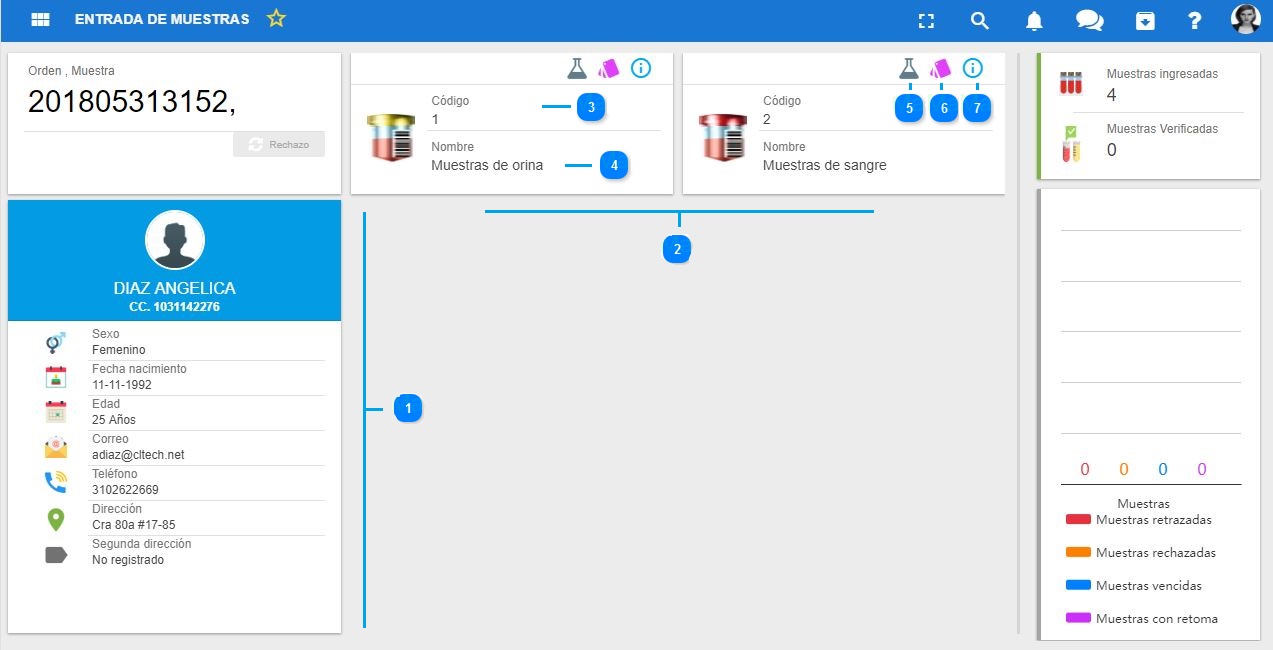 ENTRADA DE MUESTRAS
Orden , Muestra
201805313152,
Rechazo
Código
1
3
Nombre
Muestras de orina
4
Código
2
5 6 7
Nombre
Muestras de sangre
Muestras ingresadas
4
Muestras Verificadas
0
2
DIAZ ANGELICA
CC. 1031142276
Sexo
Femenino
Fecha nacimiento
11-11-1992
Edad
25 Años
Correo
adiaz@cltech.net
Teléfono
3102622669
Dirección
Cra 80a #17-85
Segunda dirección
No registrado
1
0 0 0 0
Muestras
Muestras retrazadas
Muestras rechazadas
Muestras vencidas
Muestras con retoma